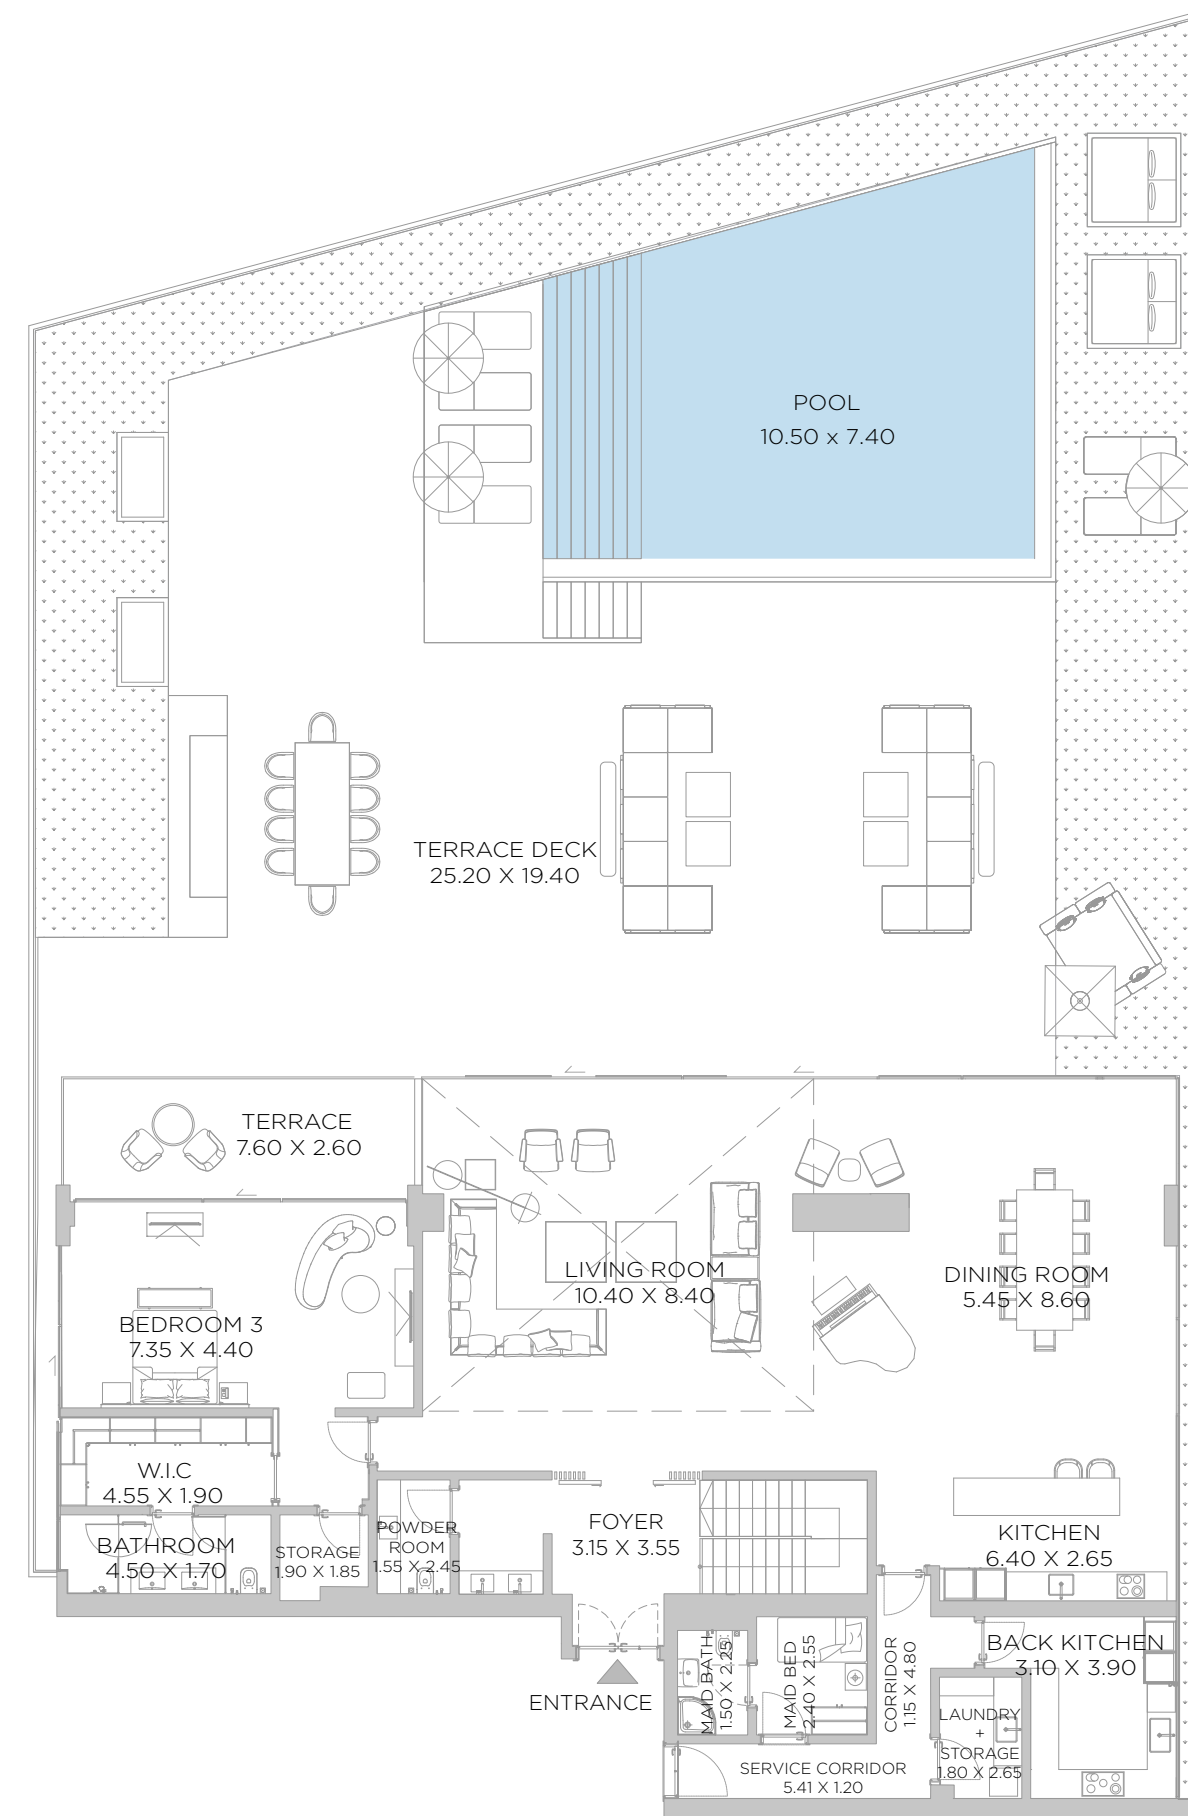 POOL
10.50 x 7.40
TERRACE DECK
25.20 X 19.40
TERRACE
7.60 X 2.60
LIVING ROOM
10.40 X 8.40
DINING ROOM
5.45 X 8.60
BEDROOM 3
7.35 X 4.40
W.I.C
4.55 X 1.90
BATHROOM
4.50 X 1.70
STORAGE
1.90 X 1.85
POWDER
ROOM
1.55 X 2.45
FOYER
3.15 X 3.55
KITCHEN
6.40 X 2.65
ENTRANCE
MAID BATH
1.50 X 2.25
MAID BED
2.40 X 2.55
CORRIDOR
1.15 X 4.80
BACK KITCHEN
3.10 X 3.90
LAUNDRY
+
STORAGE
1.80 X 2.65
SERVICE CORRIDOR
5.41 X 1.20